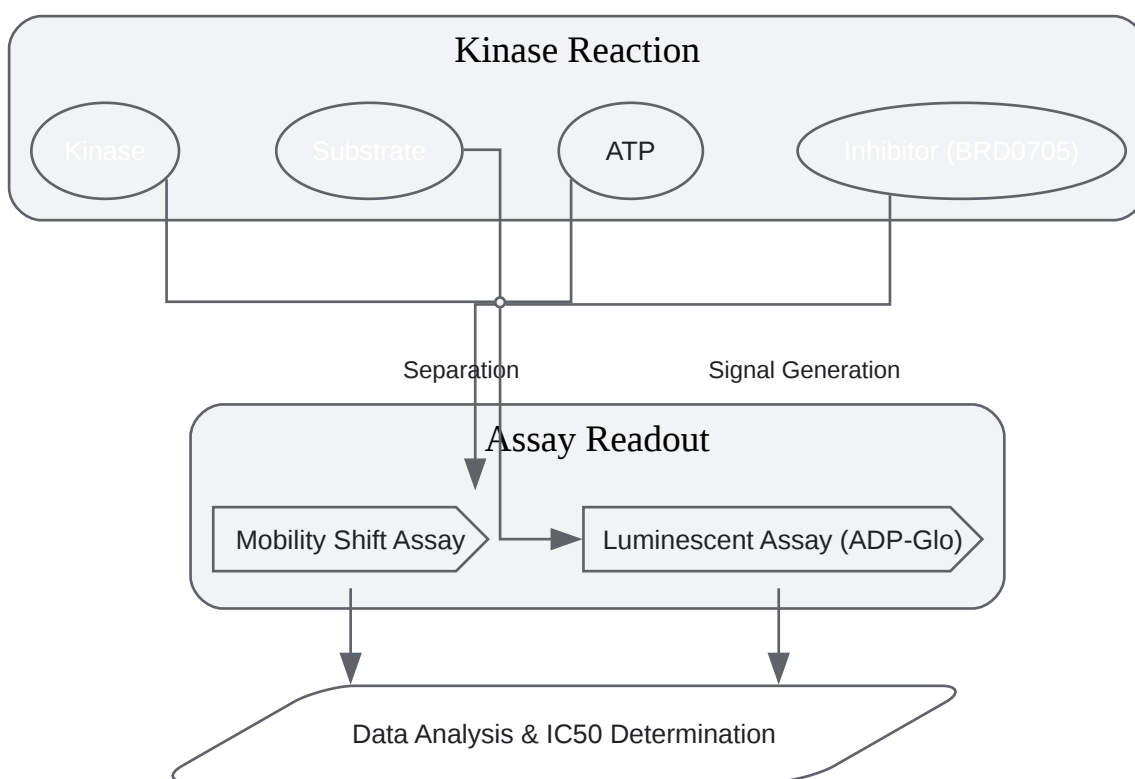 Kinase Reaction
Kinase
Substrate
ATP
Inhibitor (BRD0705)
Separation
Signal Generation
Assay Readout
Mobility Shift Assay
Luminescent Assay (ADP-Glo)
Data Analysis & IC50 Determination